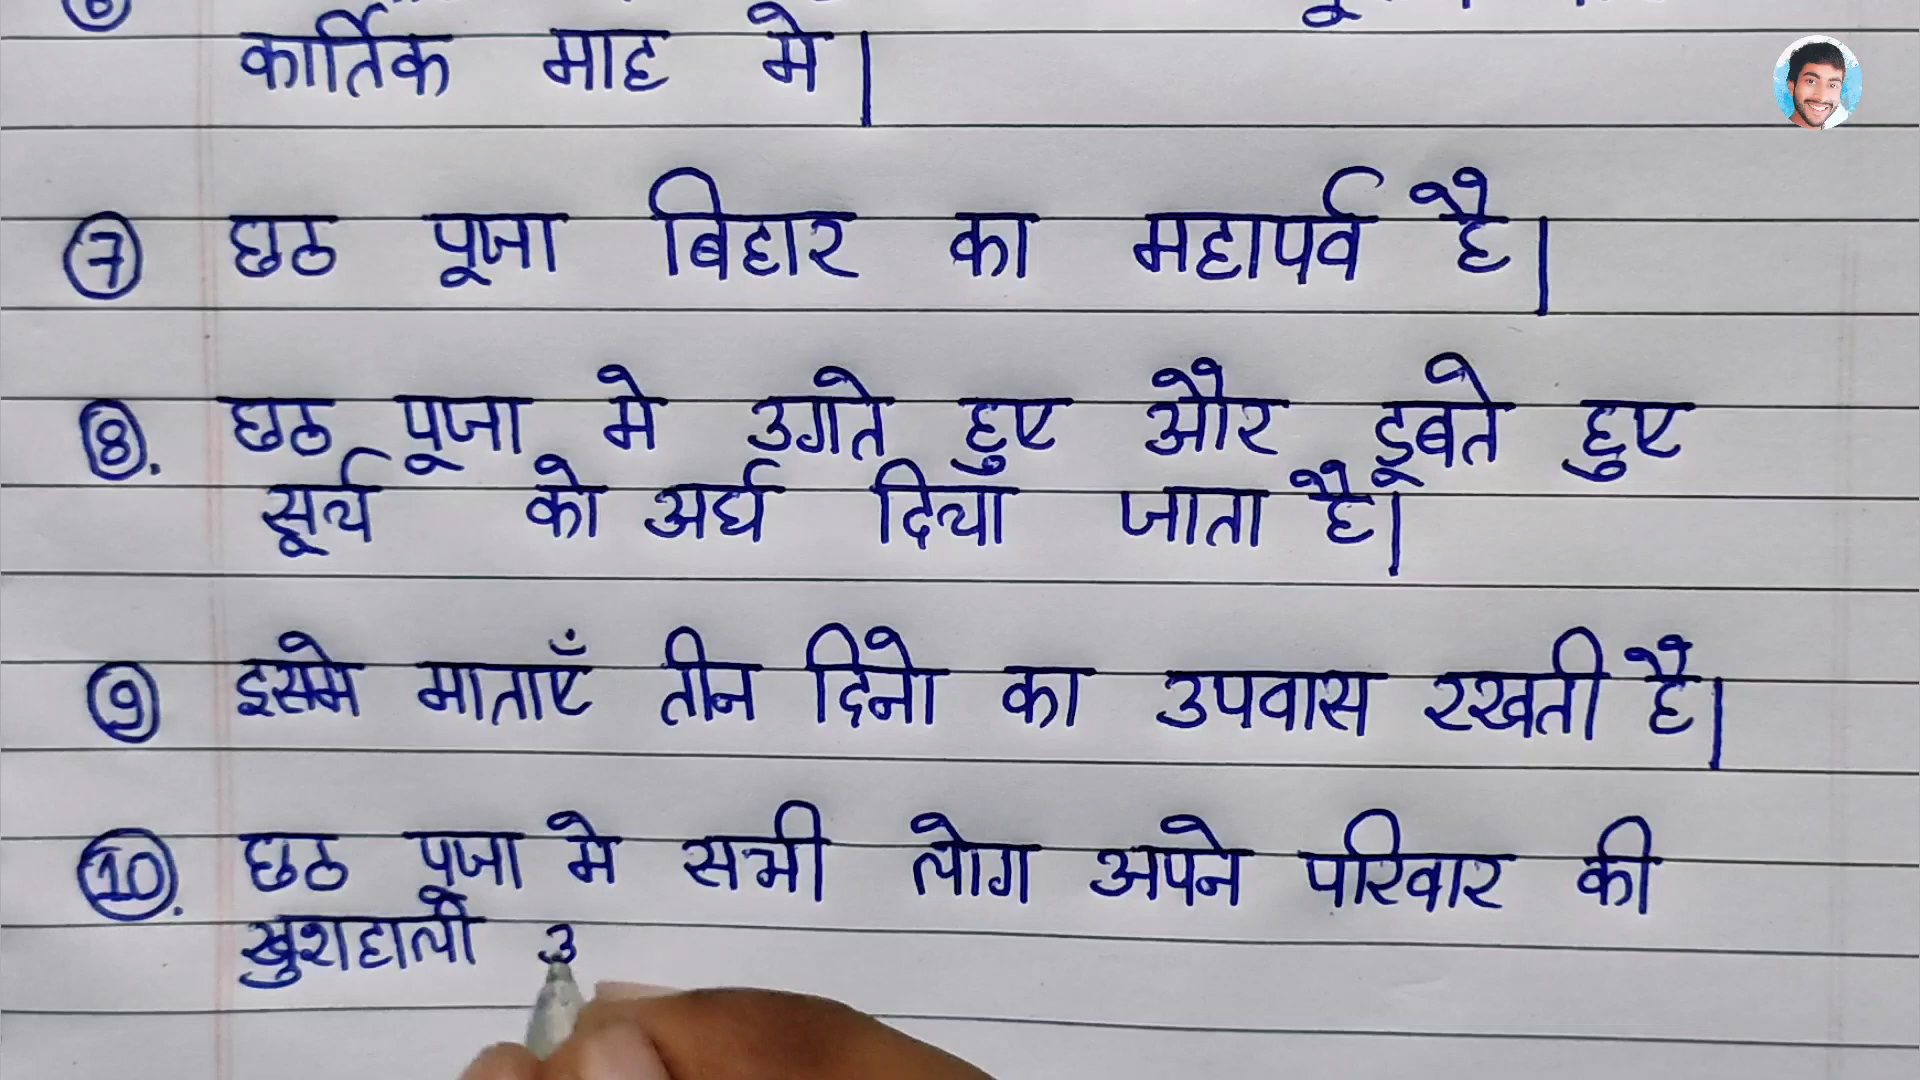 कार्तिक माह मे।
7 छठ पूजा बिहार का महापर्व है।
8. छठ पूजा मे उगते हुए और डूबते हुए
सूर्य को अर्घ दिया जाता है।
9 इसमे माताएँ तीन दिनो का उपवास रखती है।
10. छठ पूजा मे सभी लोग अपने परिवार की
खुशहाली